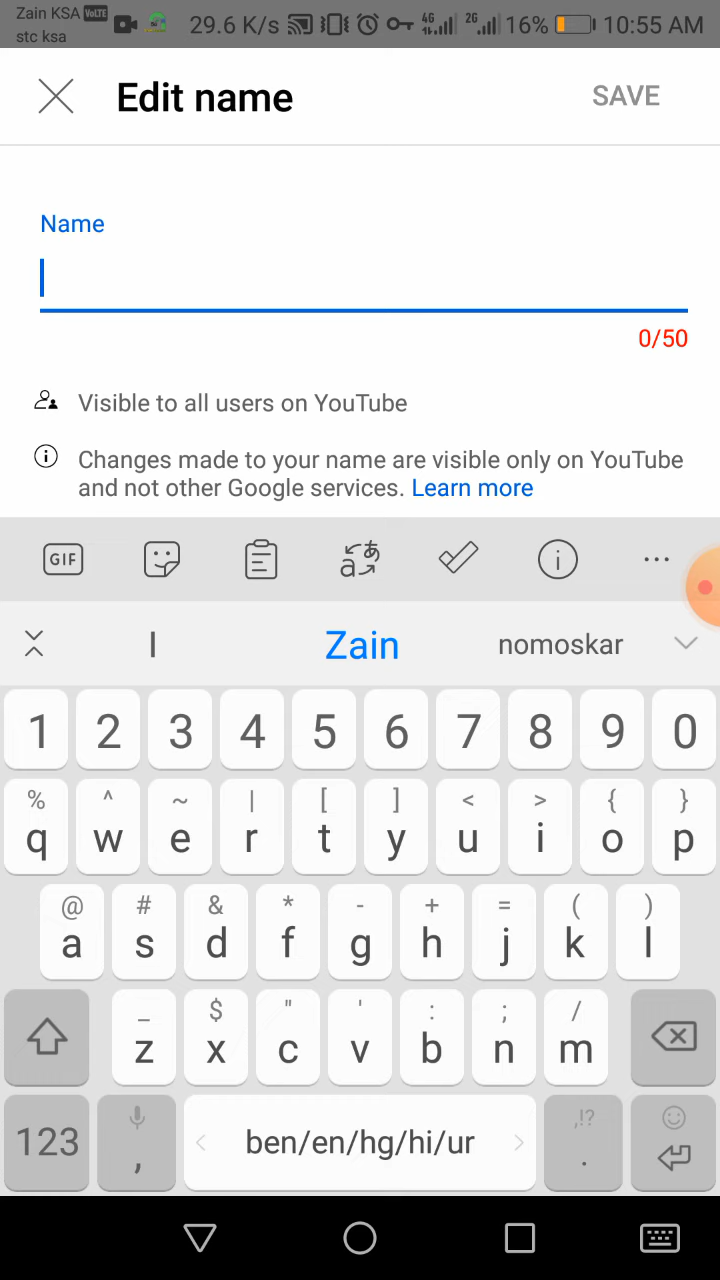 Zain KSA VoLTE
stc ksa
29.6 K/s 4G 2G 16% 10:55 AM
Edit name SAVE
Name
0/50
Visible to all users on YouTube
Changes made to your name are visible only on YouTube
and not other Google services. Learn more
GIF
I Zain nomoskar
1 2 3 4 5 6 7 8 9 0
% ^ ~ | [ ] < > { }
q w e r t y u i o p
@ # & * - + = ( )
a s d f g h j k l
_ $ " ' : ; /
z x c v b n m
123 , ben/en/hg/hi/ur ,!? .